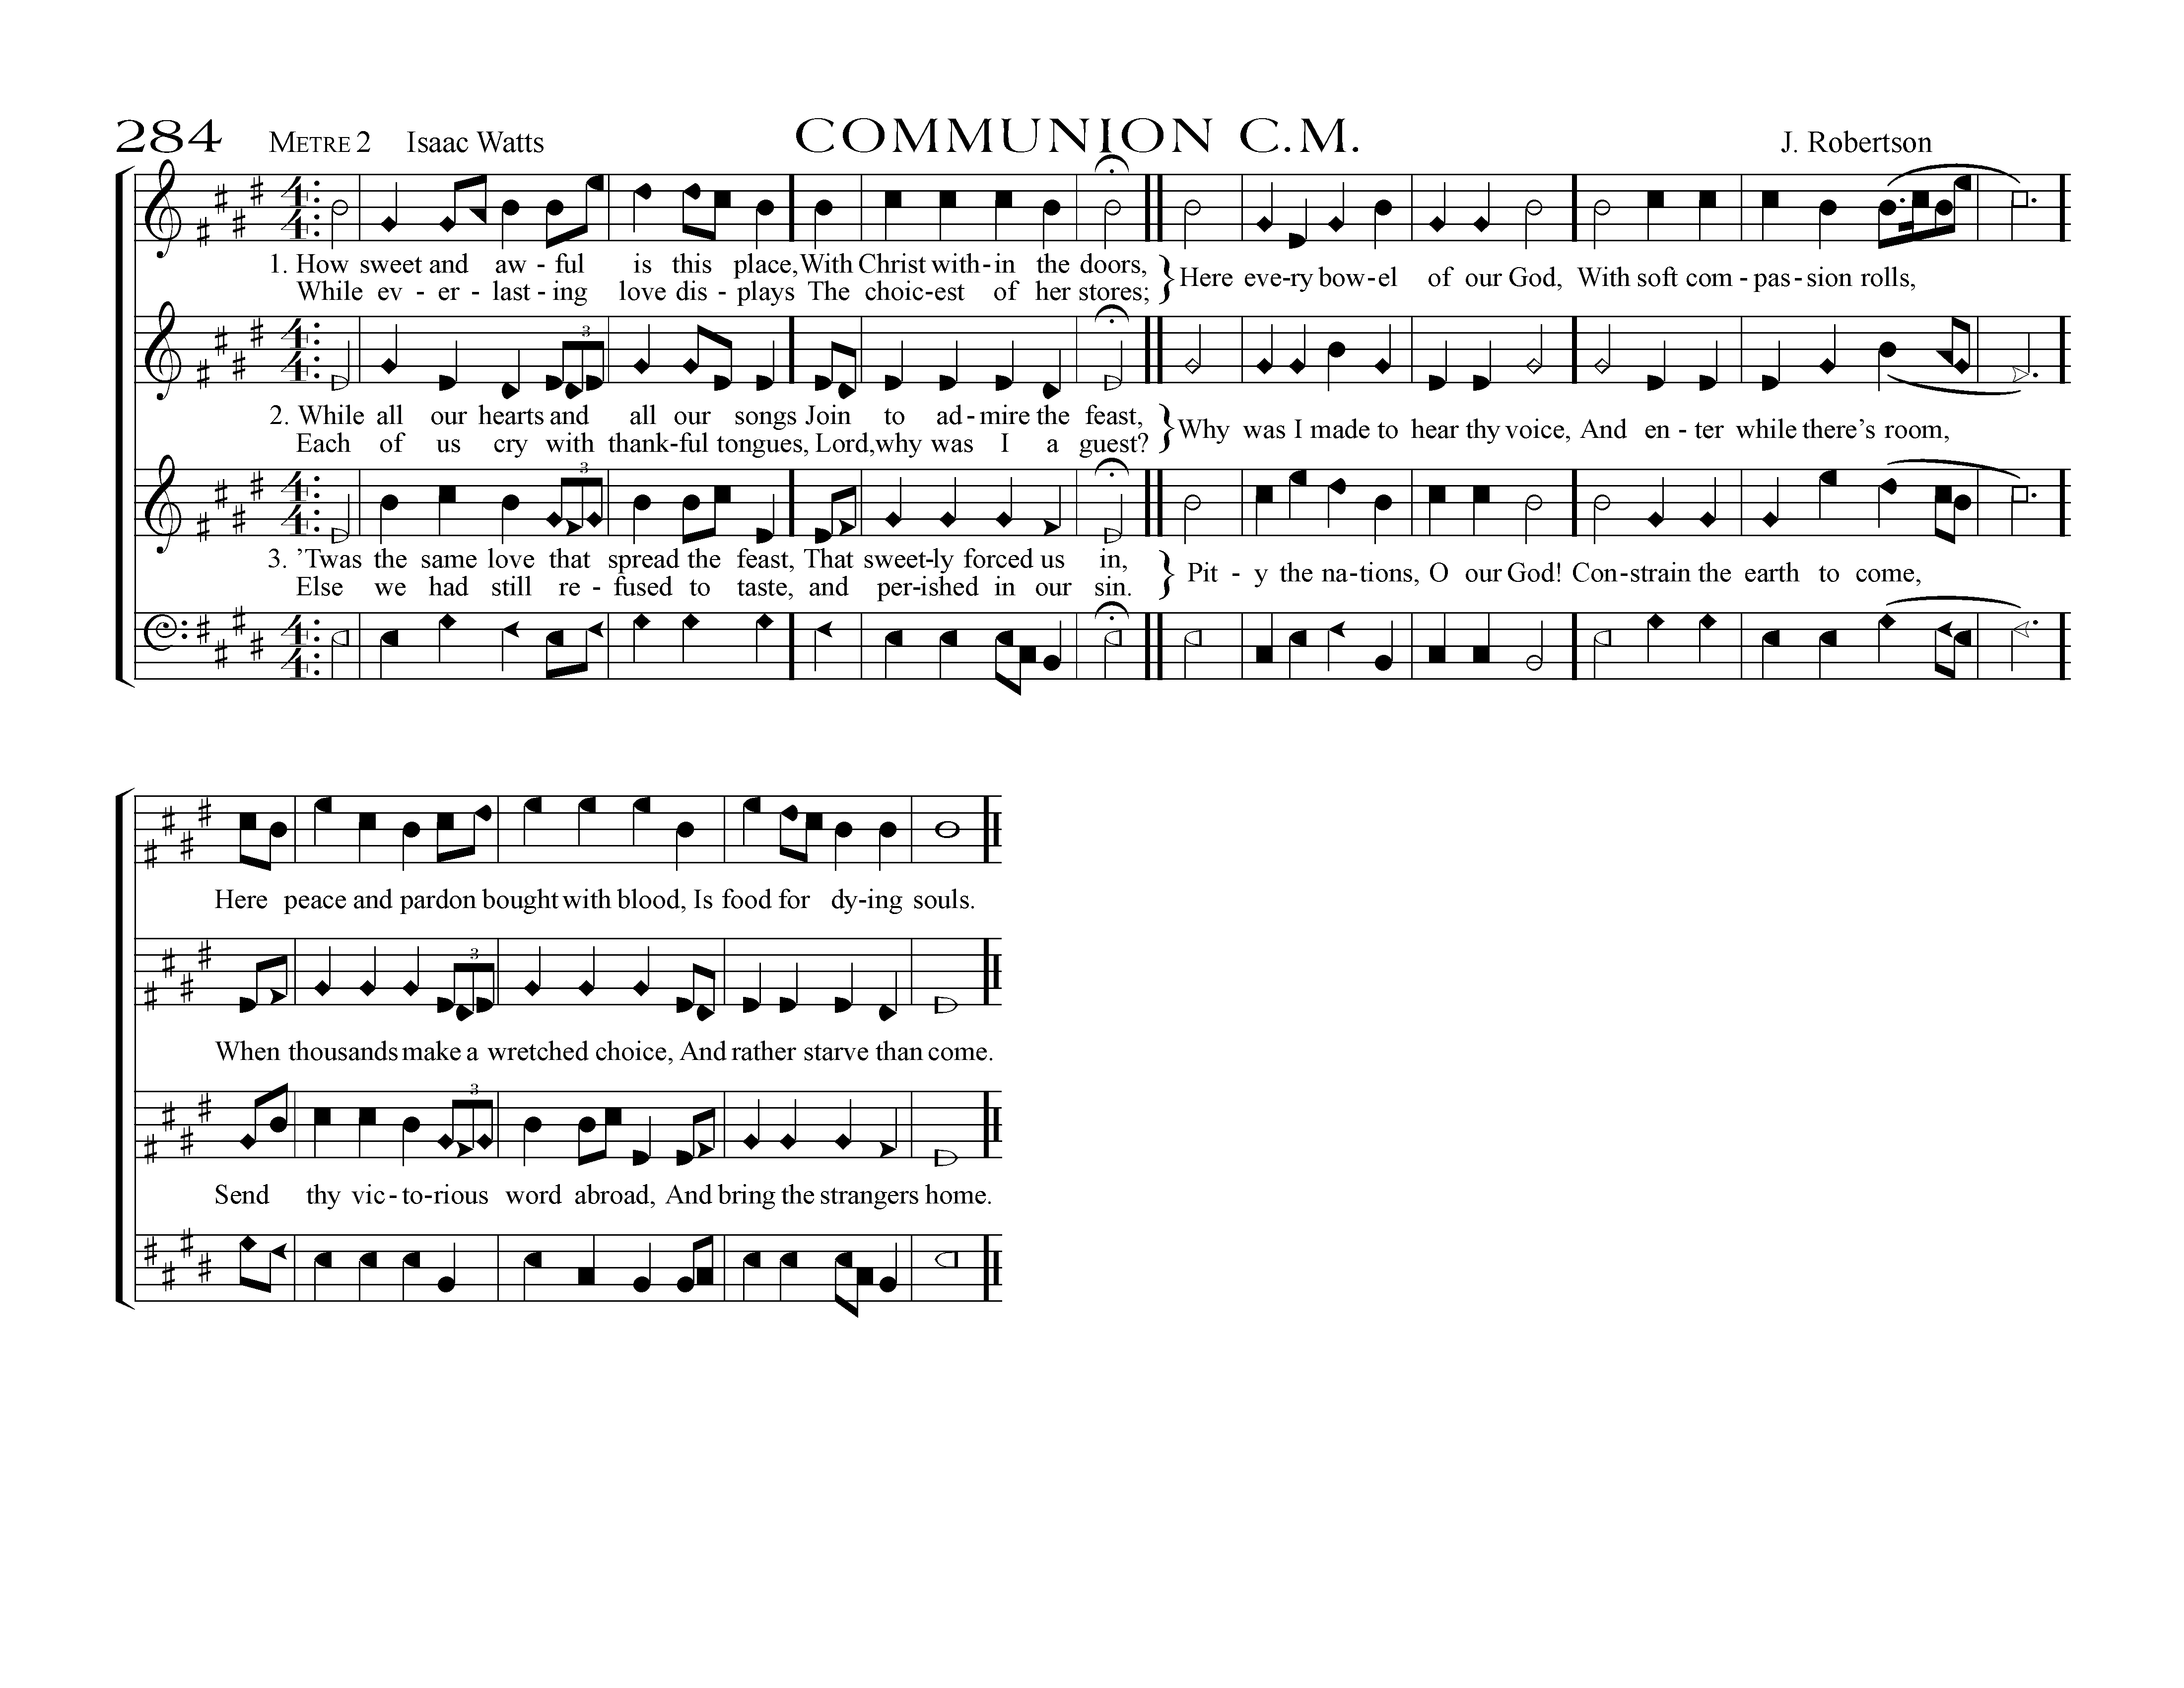 284 METRE 2 Isaac Watts COMMUNION C.M. J. Robertson
1. How sweet and aw - ful is this place, With Christ with-in the doors,
While ev - er - last - ing love dis - plays The choic-est of her stores;
} Here eve-ry bow-el of our God, With soft com - pas - sion rolls,
3
2. While all our hearts and all our songs Join to ad - mire the feast,
Each of us cry with thank-ful tongues, Lord, why was I a guest?
} Why was I made to hear thy voice, And en - ter while there's room,
3
3. ’Twas the same love that spread the feast, That sweet-ly forced us in,
Else we had still re - fused to taste, and per-ished in our sin.
} Pit - y the na-tions, O our God! Con-strain the earth to come,
Here peace and pardon bought with blood, Is food for dy-ing souls.
3
When thousands make a wretched choice, And rather starve than come.
3
Send thy vic - to-rious word abroad, And bring the strangers home.